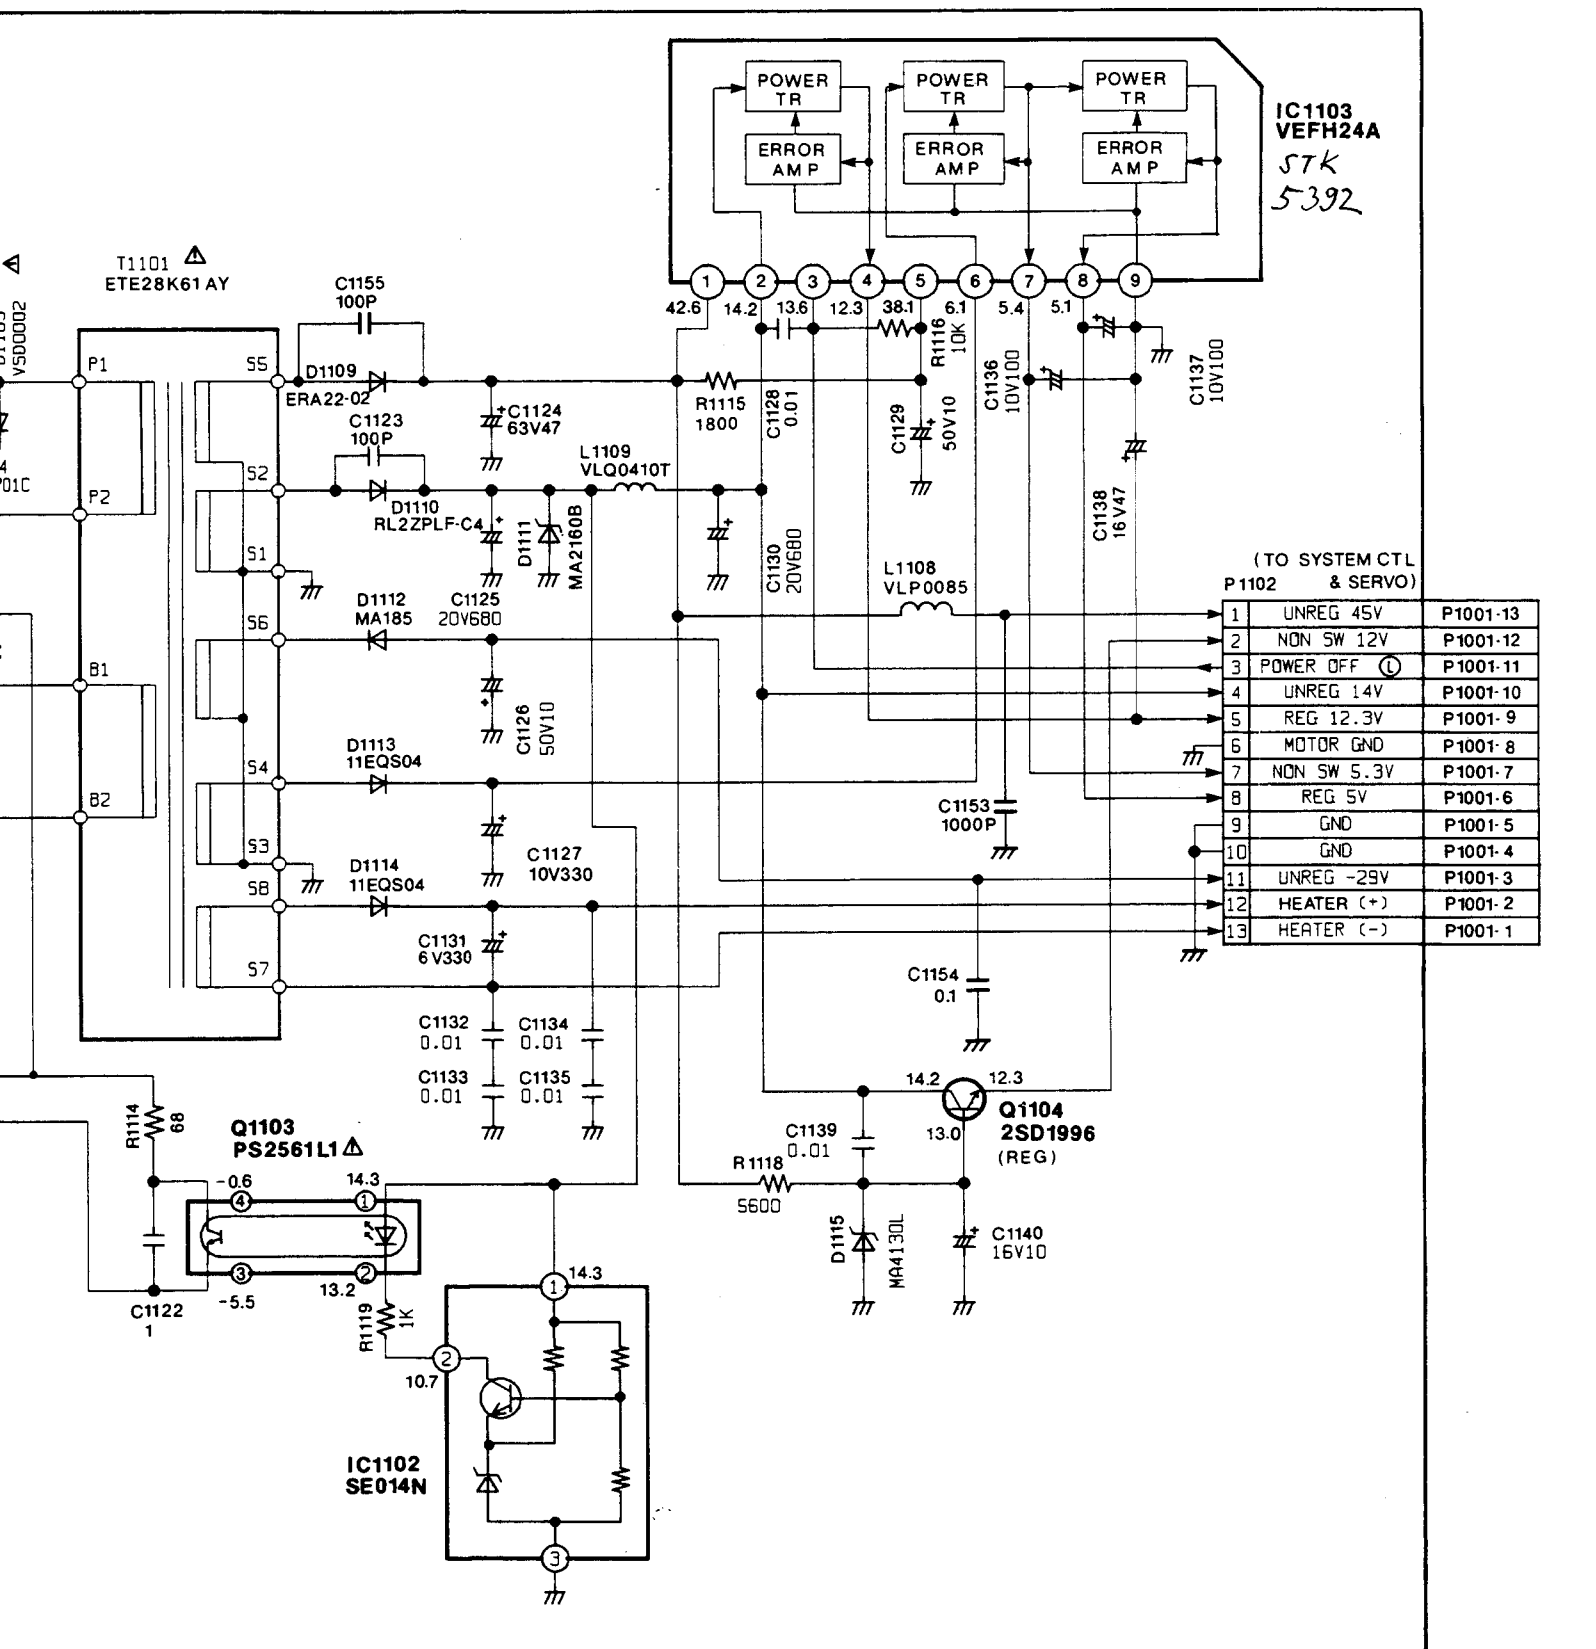 POWER
TR
POWER
TR
POWER
TR
ERROR
AMP
ERROR
AMP
ERROR
AMP
IC1103
VEFH24A
STK
5392
1
2
3
4
5
6
7
8
9
42.6
14.2
13.6
12.3
38.1
6.1
5.4
5.1
T1101
ETE28K61AY
VSD0002
C1155
100P
P1
S5
D1109
ERA22-02
C1124
63V47
R1115
1800
C1128
0.01
R1116
10K
C1129
50V10
C1136
10V100
C1137
10V100
C1123
100P
L1109
VLQ0410T
S2
P2
D1110
RL2ZPLF-C4
D1111
MA2160B
C1130
20V680
C1138
16V47
S1
D1112
MA185
C1125
20V680
L1108
VLP0085
(TO SYSTEM CTL
& SERVO)
P1102
1 UNREG 45V P1001-13
2 NON SW 12V P1001-12
3 POWER OFF Ⓛ P1001-11
4 UNREG 14V P1001-10
5 REG 12.3V P1001-9
6 MOTOR GND P1001-8
7 NON SW 5.3V P1001-7
8 REG 5V P1001-6
9 GND P1001-5
10 GND P1001-4
11 UNREG -29V P1001-3
12 HEATER (+) P1001-2
13 HEATER (-) P1001-1
S6
B1
C1126
50V10
D1113
11EQS04
S4
B2
C1127
10V330
C1153
1000P
S3
D1114
11EQS04
S8
C1131
6V330
S7
C1154
0.1
C1132
0.01
C1134
0.01
C1133
0.01
C1135
0.01
14.2
12.3
Q1104
2SD1996
(REG)
13.0
C1139
0.01
R1118
5600
D1115
MA4130L
C1140
16V10
R1114
68
Q1103
PS2561L1
-0.6
14.3
4
1
3
2
-5.5
13.2
C1122
1
R1119
1K
1
14.3
2
10.7
IC1102
SE014N
3